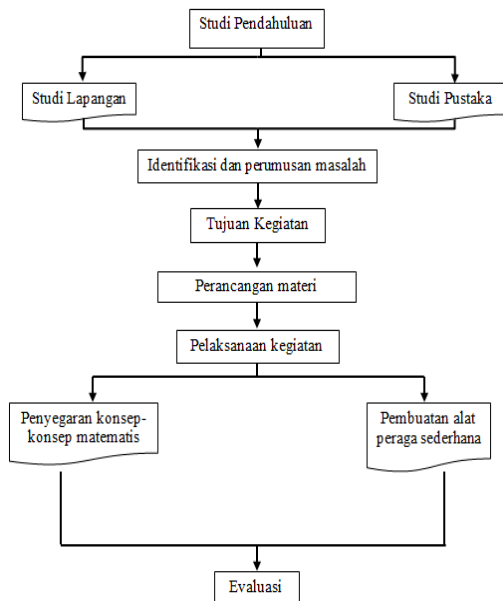 Studi Pendahuluan
Studi Lapangan
Studi Pustaka
Identifikasi dan perumusan masalah
Tujuan Kegiatan
Perancangan materi
Pelaksanaan kegiatan
Penyegaran konsep-
konsep matematis
Pembuatan alat
peraga sederhana
Evaluasi